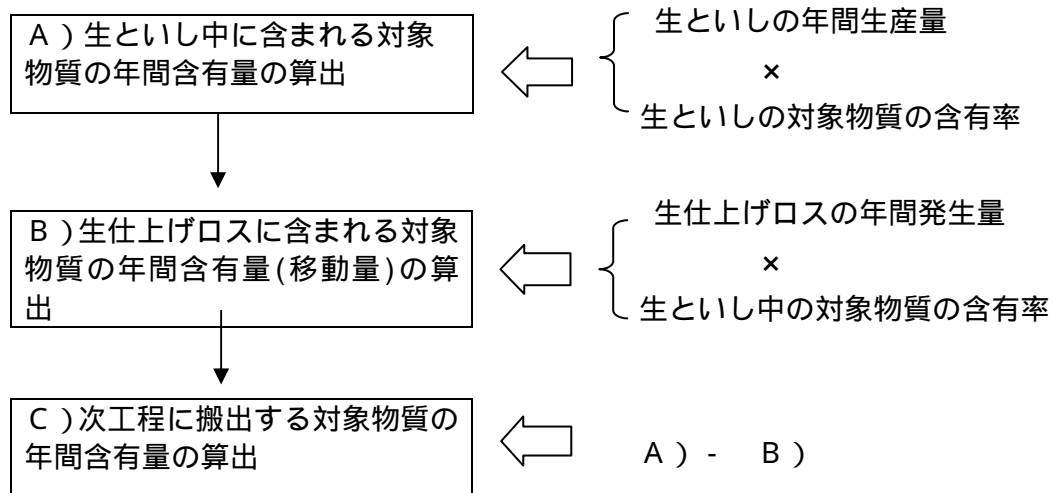 A）生といし中に含まれる対象
物質の年間含有量の算出
生といしの年間生産量
×
生といしの対象物質の含有率
B）生仕上げロスに含まれる対象
物質の年間含有量(移動量)の算
出
生仕上げロスの年間発生量
×
生といし中の対象物質の含有率
C）次工程に搬出する対象物質の
年間含有量の算出
A）- B）